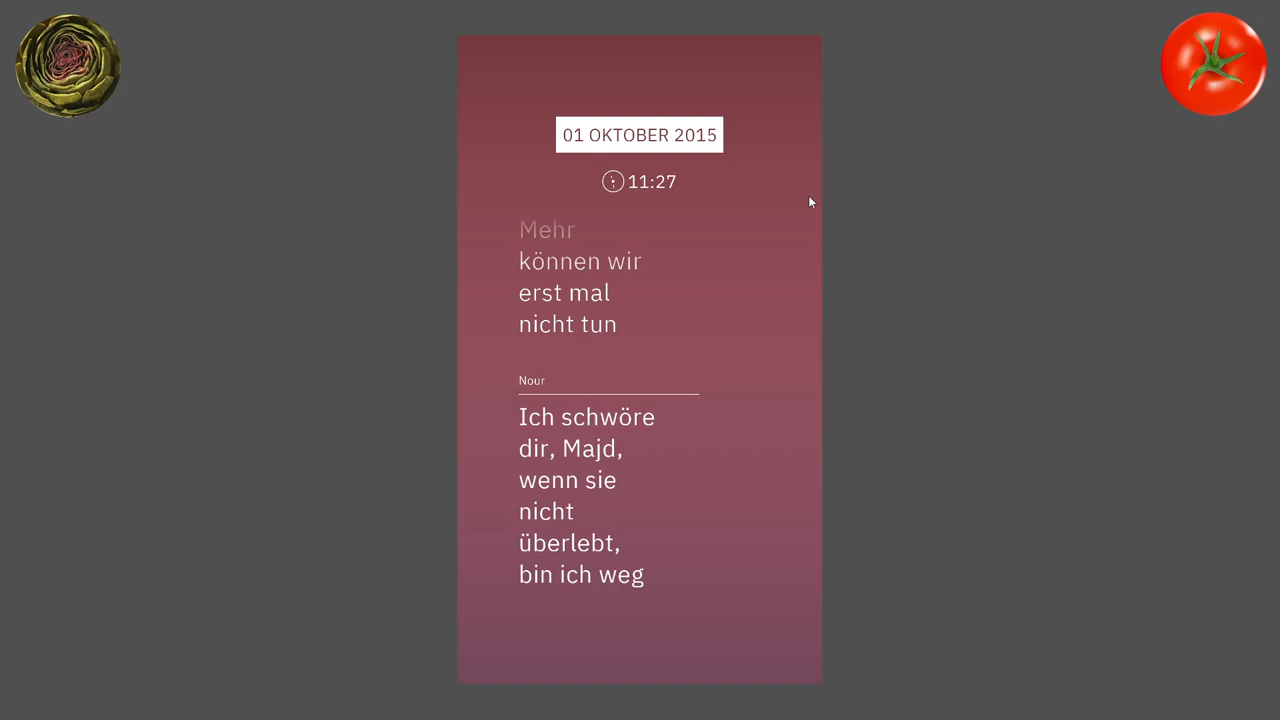 01 OKTOBER 2015
11:27
Mehr
können wir
erst mal
nicht tun
Nour
Ich schwöre
dir, Majd,
wenn sie
nicht
überlebt,
bin ich weg